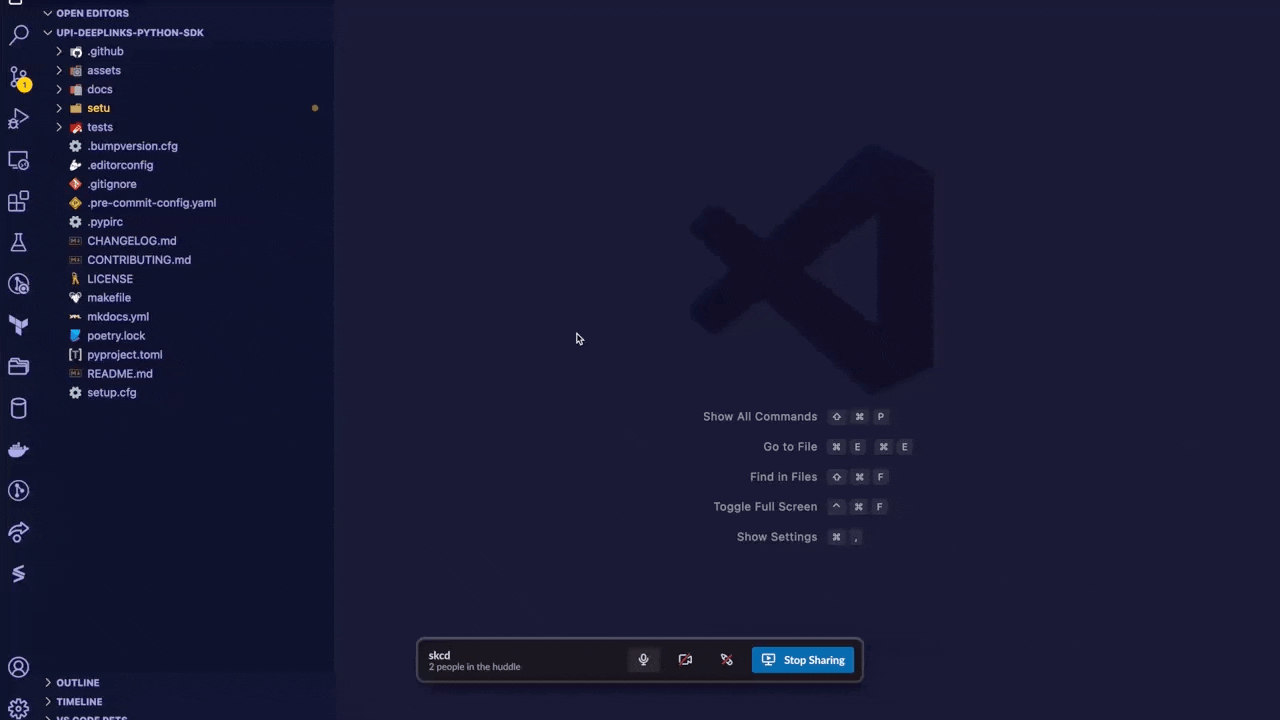 OPEN EDITORS
UPI-DEEPLINKS-PYTHON-SDK
.github
1
assets
docs
setu
tests
.bumpversion.cfg
.editorconfig
.gitignore
.pre-commit-config.yaml
.pypirc
CHANGELOG.md
CONTRIBUTING.md
LICENSE
makefile
mkdocs.yml
poetry.lock
pyproject.toml
README.md
setup.cfg
Show All Commands ⇧ ⌘ P
Go to File ⌘ E ⌘ E
Find in Files ⇧ ⌘ F
Toggle Full Screen ^ ⌘ F
Show Settings ⌘ ,
skcd
2 people in the huddle
Stop Sharing
OUTLINE
TIMELINE
VS CODE PETS